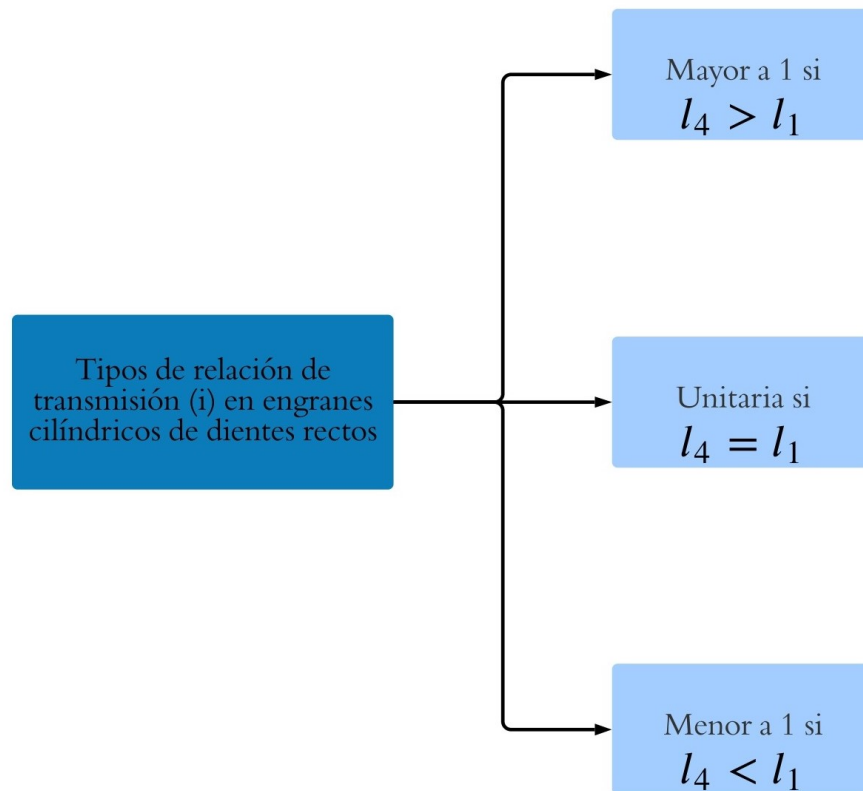 Mayor a 1 si
l₄ > l₁
Tipos de relación de
transmisión (i) en engranes
cilíndricos de dientes rectos
Unitaria si
l₄ = l₁
Menor a 1 si
l₄ < l₁